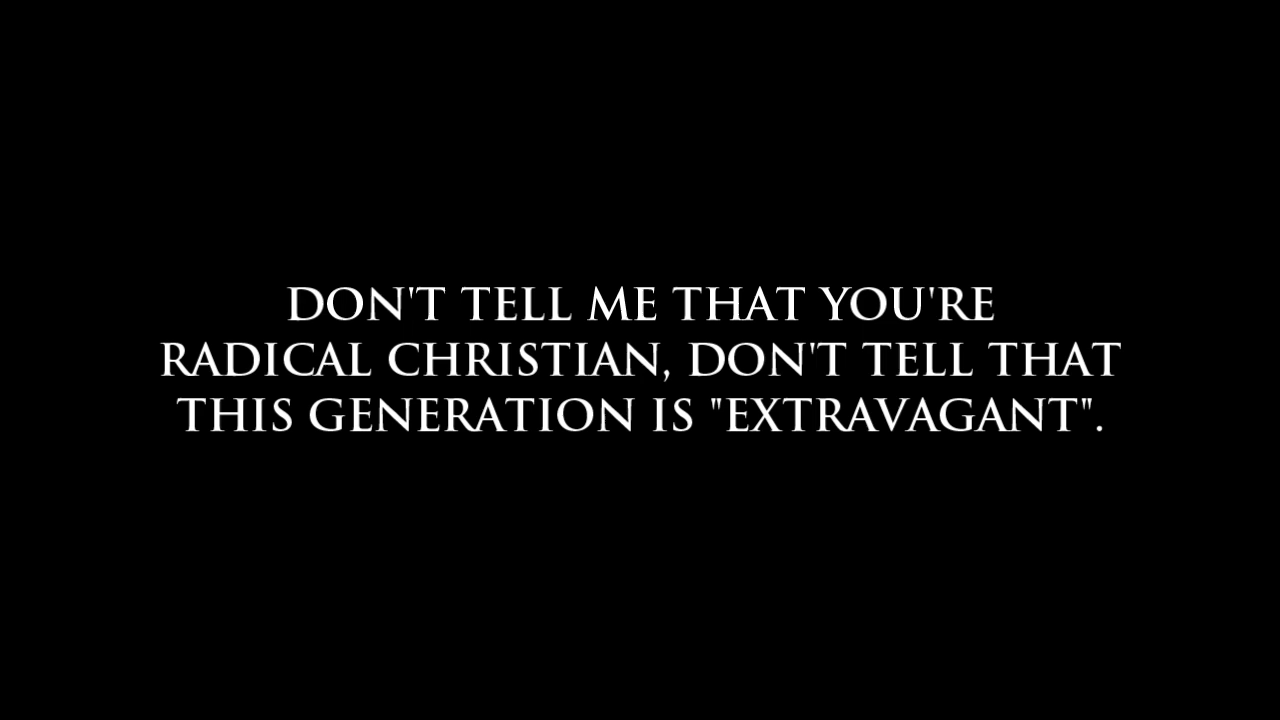 DON'T TELL ME THAT YOU'RE
RADICAL CHRISTIAN, DON'T TELL THAT
THIS GENERATION IS "EXTRAVAGANT".